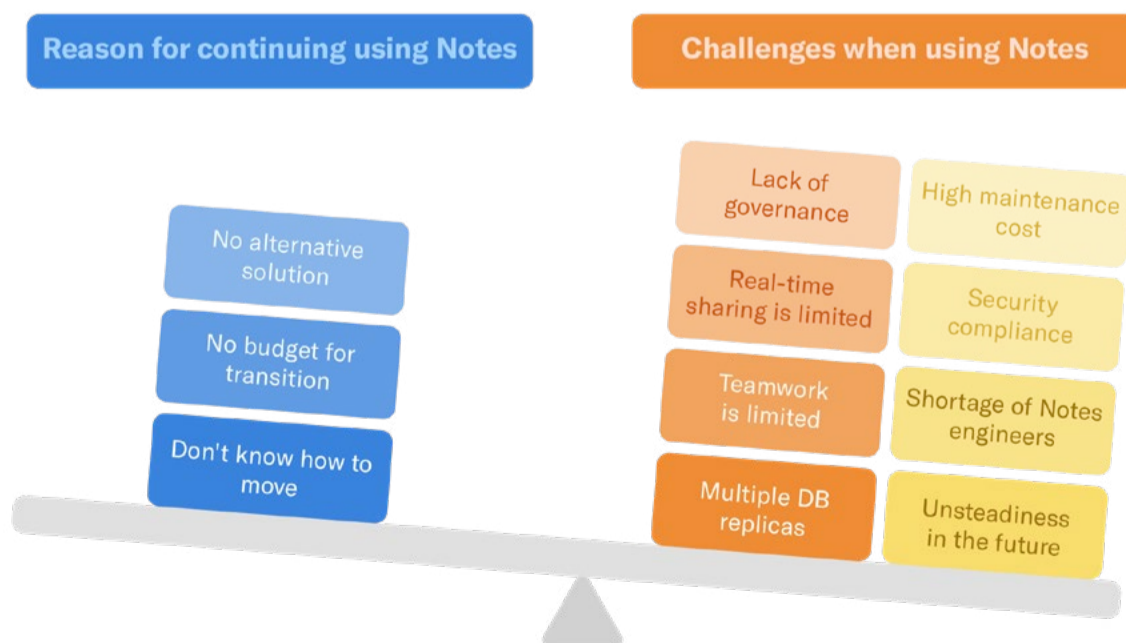 Reason for continuing using Notes
Challenges when using Notes
No alternative
solution
No budget for
transition
Don't know how to
move
Lack of
governance
Real-time
sharing is limited
Teamwork
is limited
Multiple DB
replicas
High maintenance
cost
Security
compliance
Shortage of Notes
engineers
Unsteadiness
in the future